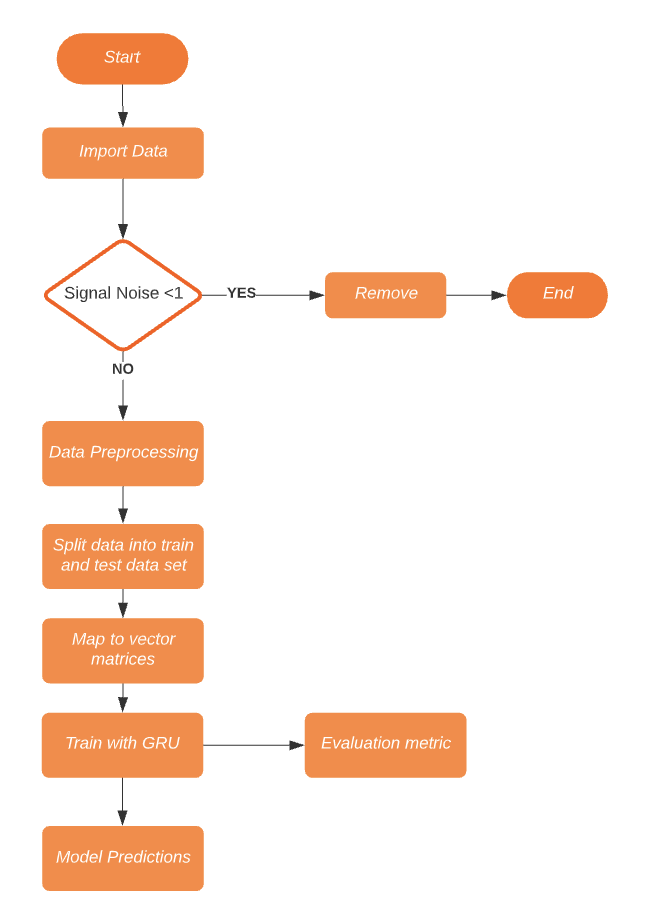 Start
Import Data
Signal Noise <1
YES
Remove
End
NO
Data Preprocessing
Split data into train
and test data set
Map to vector
matrices
Train with GRU
Evaluation metric
Model Predictions